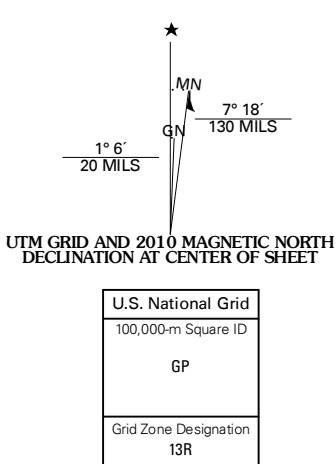 ★
MN
GN
7° 18´
130 MILS
1° 6´
20 MILS
UTM GRID AND 2010 MAGNETIC NORTH
DECLINATION AT CENTER OF SHEET
U.S. National Grid
100,000-m Square ID
GP
Grid Zone Designation
13R